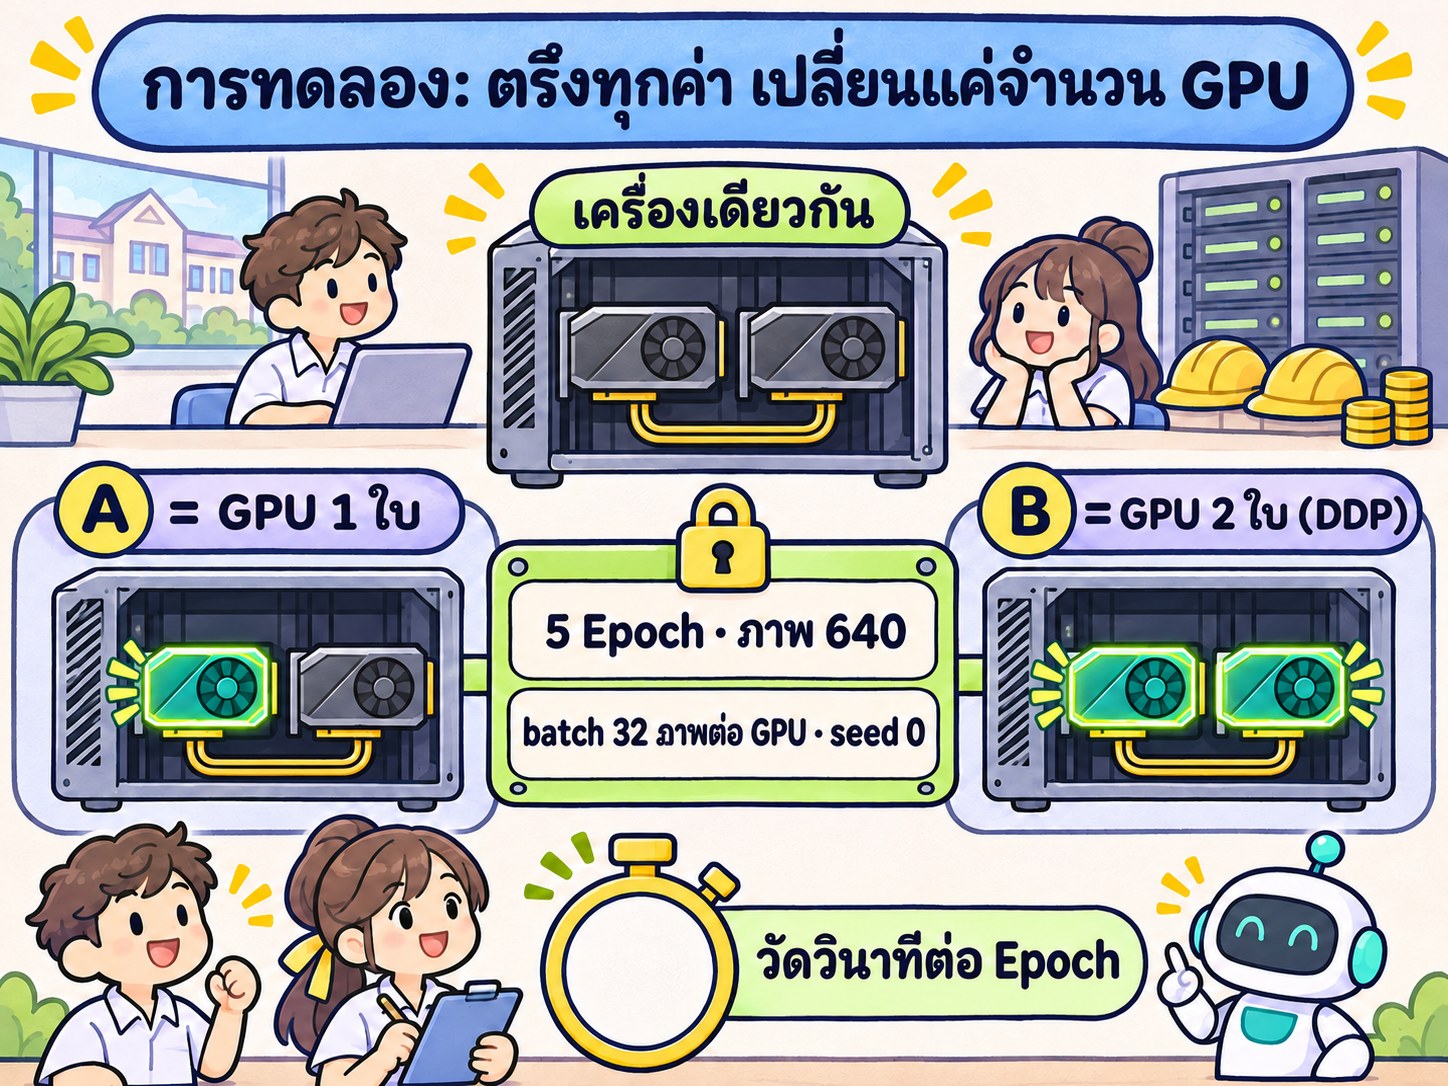 การทดลอง: ตรึงทุกค่า เปลี่ยนแค่จำนวน GPU
เครื่องเดียวกัน
A = GPU 1 ใบ
B = GPU 2 ใบ (DDP)
5 Epoch · ภาพ 640
batch 32 ภาพต่อ GPU · seed 0
วัดวินาทีต่อ Epoch